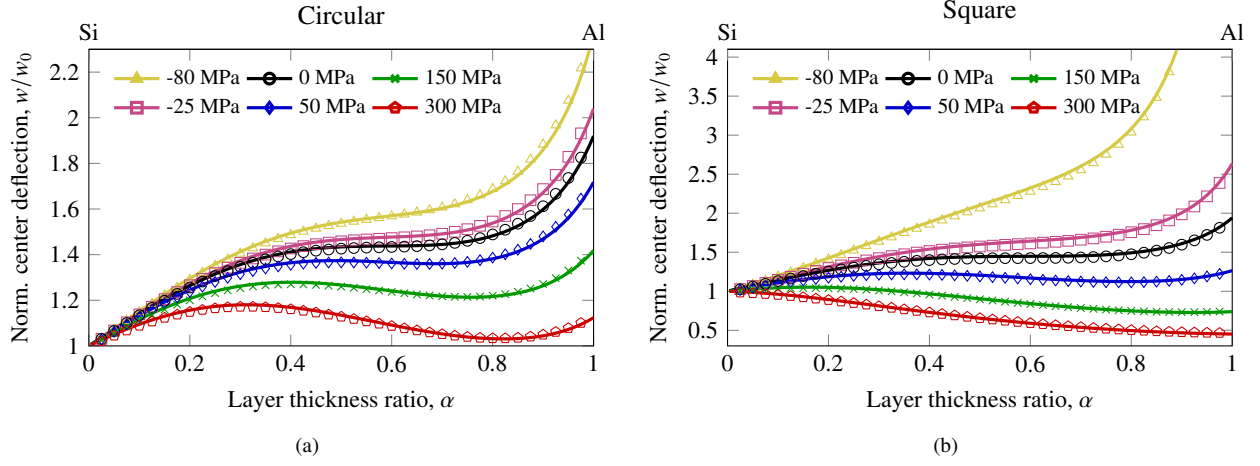 Circular
Si
Al
Norm. center deflection, w/w0
2.2
2
1.8
1.6
1.4
1.2
1
-80 MPa
0 MPa
150 MPa
-25 MPa
50 MPa
300 MPa
0
0.2
0.4
0.6
0.8
1
Layer thickness ratio, α
(a)
Square
Si
Al
Norm. center deflection, w/w0
4
3.5
3
2.5
2
1.5
1
0.5
-80 MPa
0 MPa
150 MPa
-25 MPa
50 MPa
300 MPa
0
0.2
0.4
0.6
0.8
1
Layer thickness ratio, α
(b)